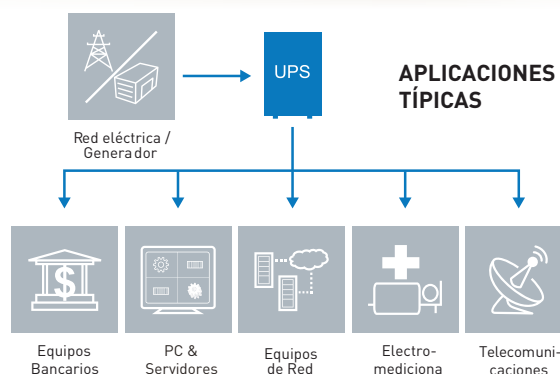 UPS
APLICACIONES
TÍPICAS
Red eléctrica /
Generador
$
Equipos
Bancarios
PC &
Servidores
Equipos
de Red
Electro-
mediciona
Telecomuni-
caciones